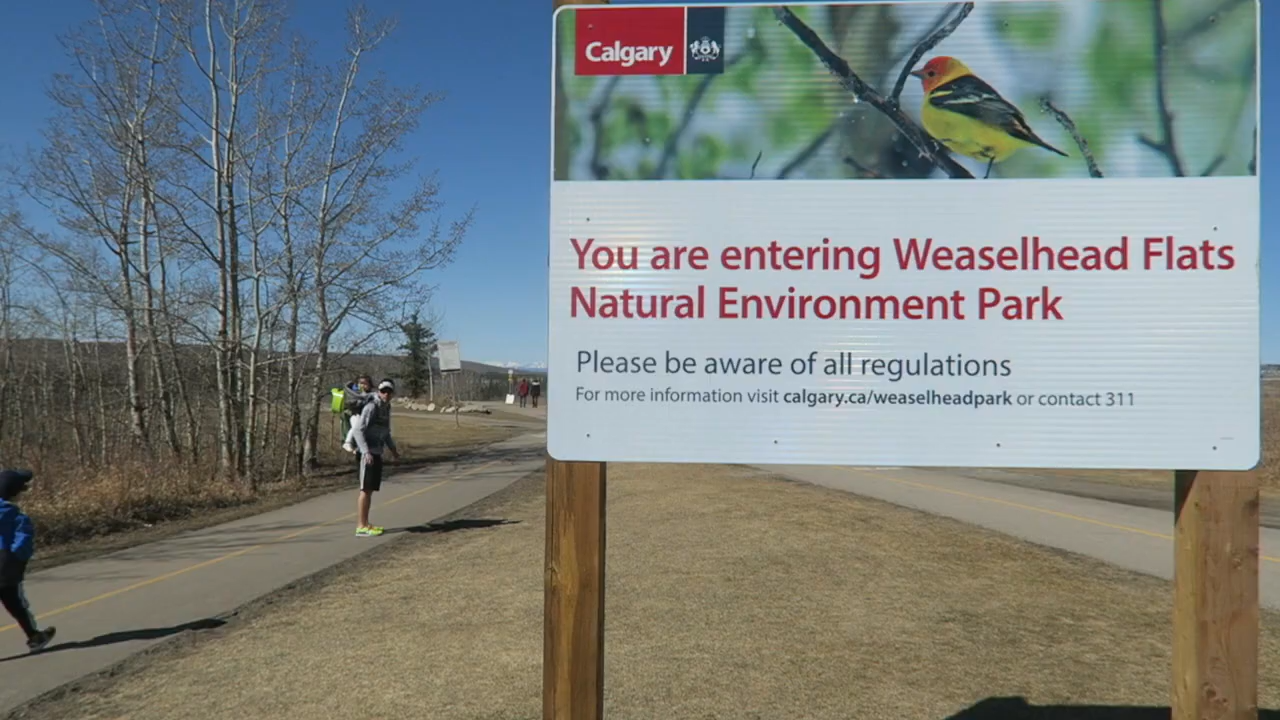 Calgary
You are entering Weaselhead Flats
Natural Environment Park
Please be aware of all regulations
For more information visit calgary.ca/weaselheadpark or contact 311